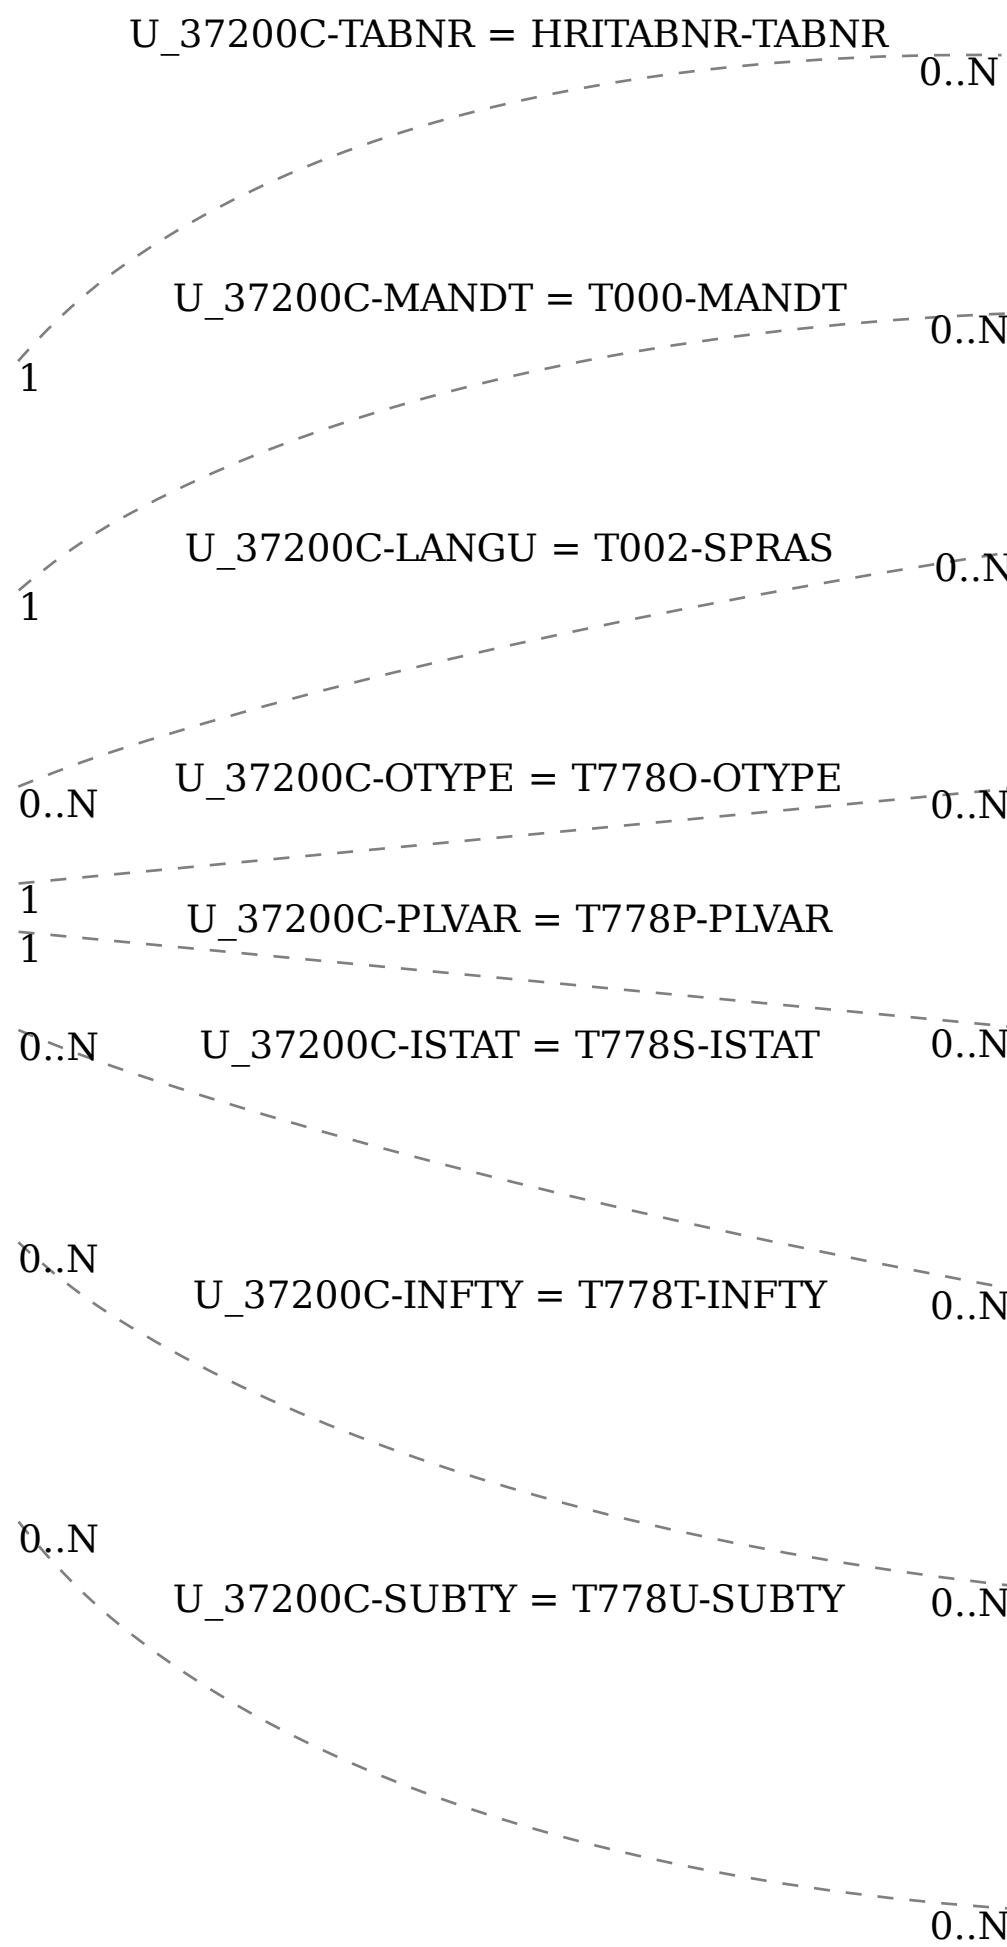 U_37200C-TABNR = HRITABNR-TABNR
0..N
U_37200C-MANDT = T000-MANDT
0..N
1
U_37200C-LANGU = T002-SPRAS
0..N
1
U_37200C-OTYPE = T778O-OTYPE
0..N
0..N
1
U_37200C-PLVAR = T778P-PLVAR
1
0..N
U_37200C-ISTAT = T778S-ISTAT
0..N
0..N
U_37200C-INFTY = T778T-INFTY
0..N
0..N
U_37200C-SUBTY = T778U-SUBTY
0..N
0..N